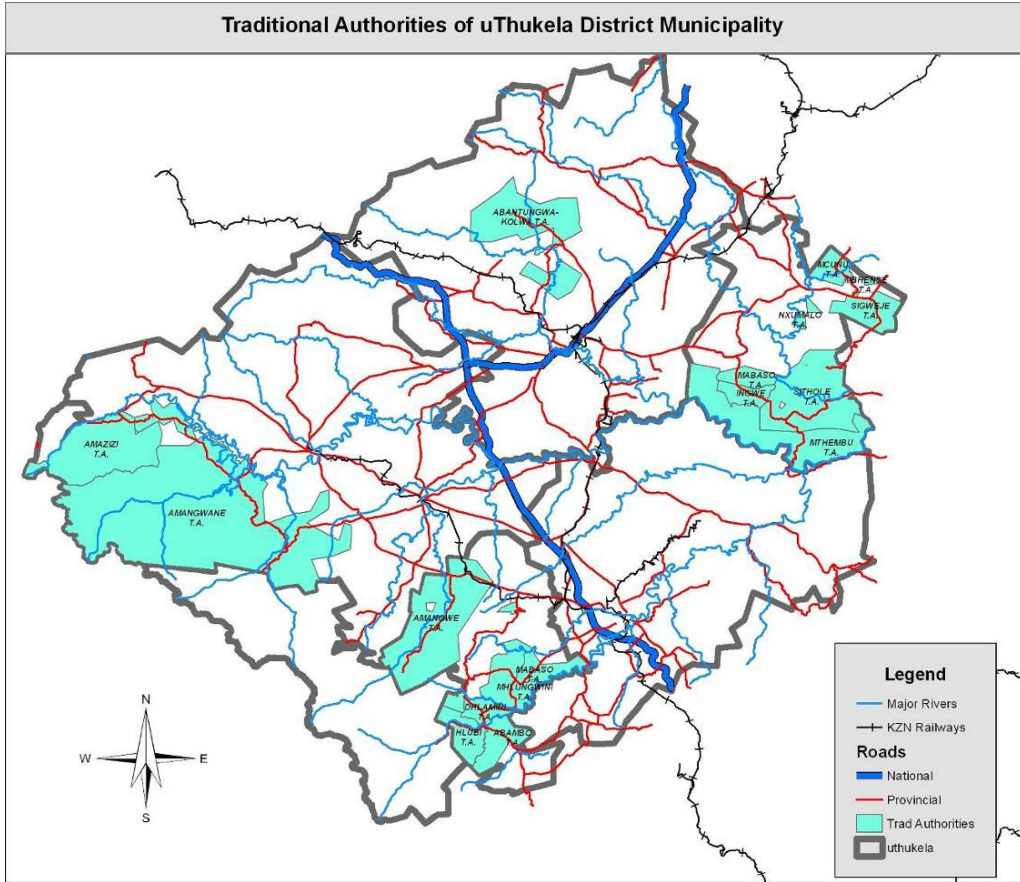 Traditional Authorities of uThukela District Municipality
ABANTUNGWA-
KOLWA T.A.
MCUNU
T.A.
MBHENSE
T.A.
SIGWEJE
T.A.
NXUMALO
T.A.
MABASO
T.A.
INGWE
T.A.
SITHOLE
T.A.
MTHEMBU
T.A.
AMAZIZI
T.A.
AMANGWANE
T.A.
AMANGWE
T.A.
MABASO
T.A.
MHLUNGWINI
T.A.
DHLAMINI
T.A.
HLUBI
T.A.
ABAMBO
T.A.
N
W
E
S
Legend
Major Rivers
KZN Railways
Roads
National
Provincial
Trad Authorities
uthukela